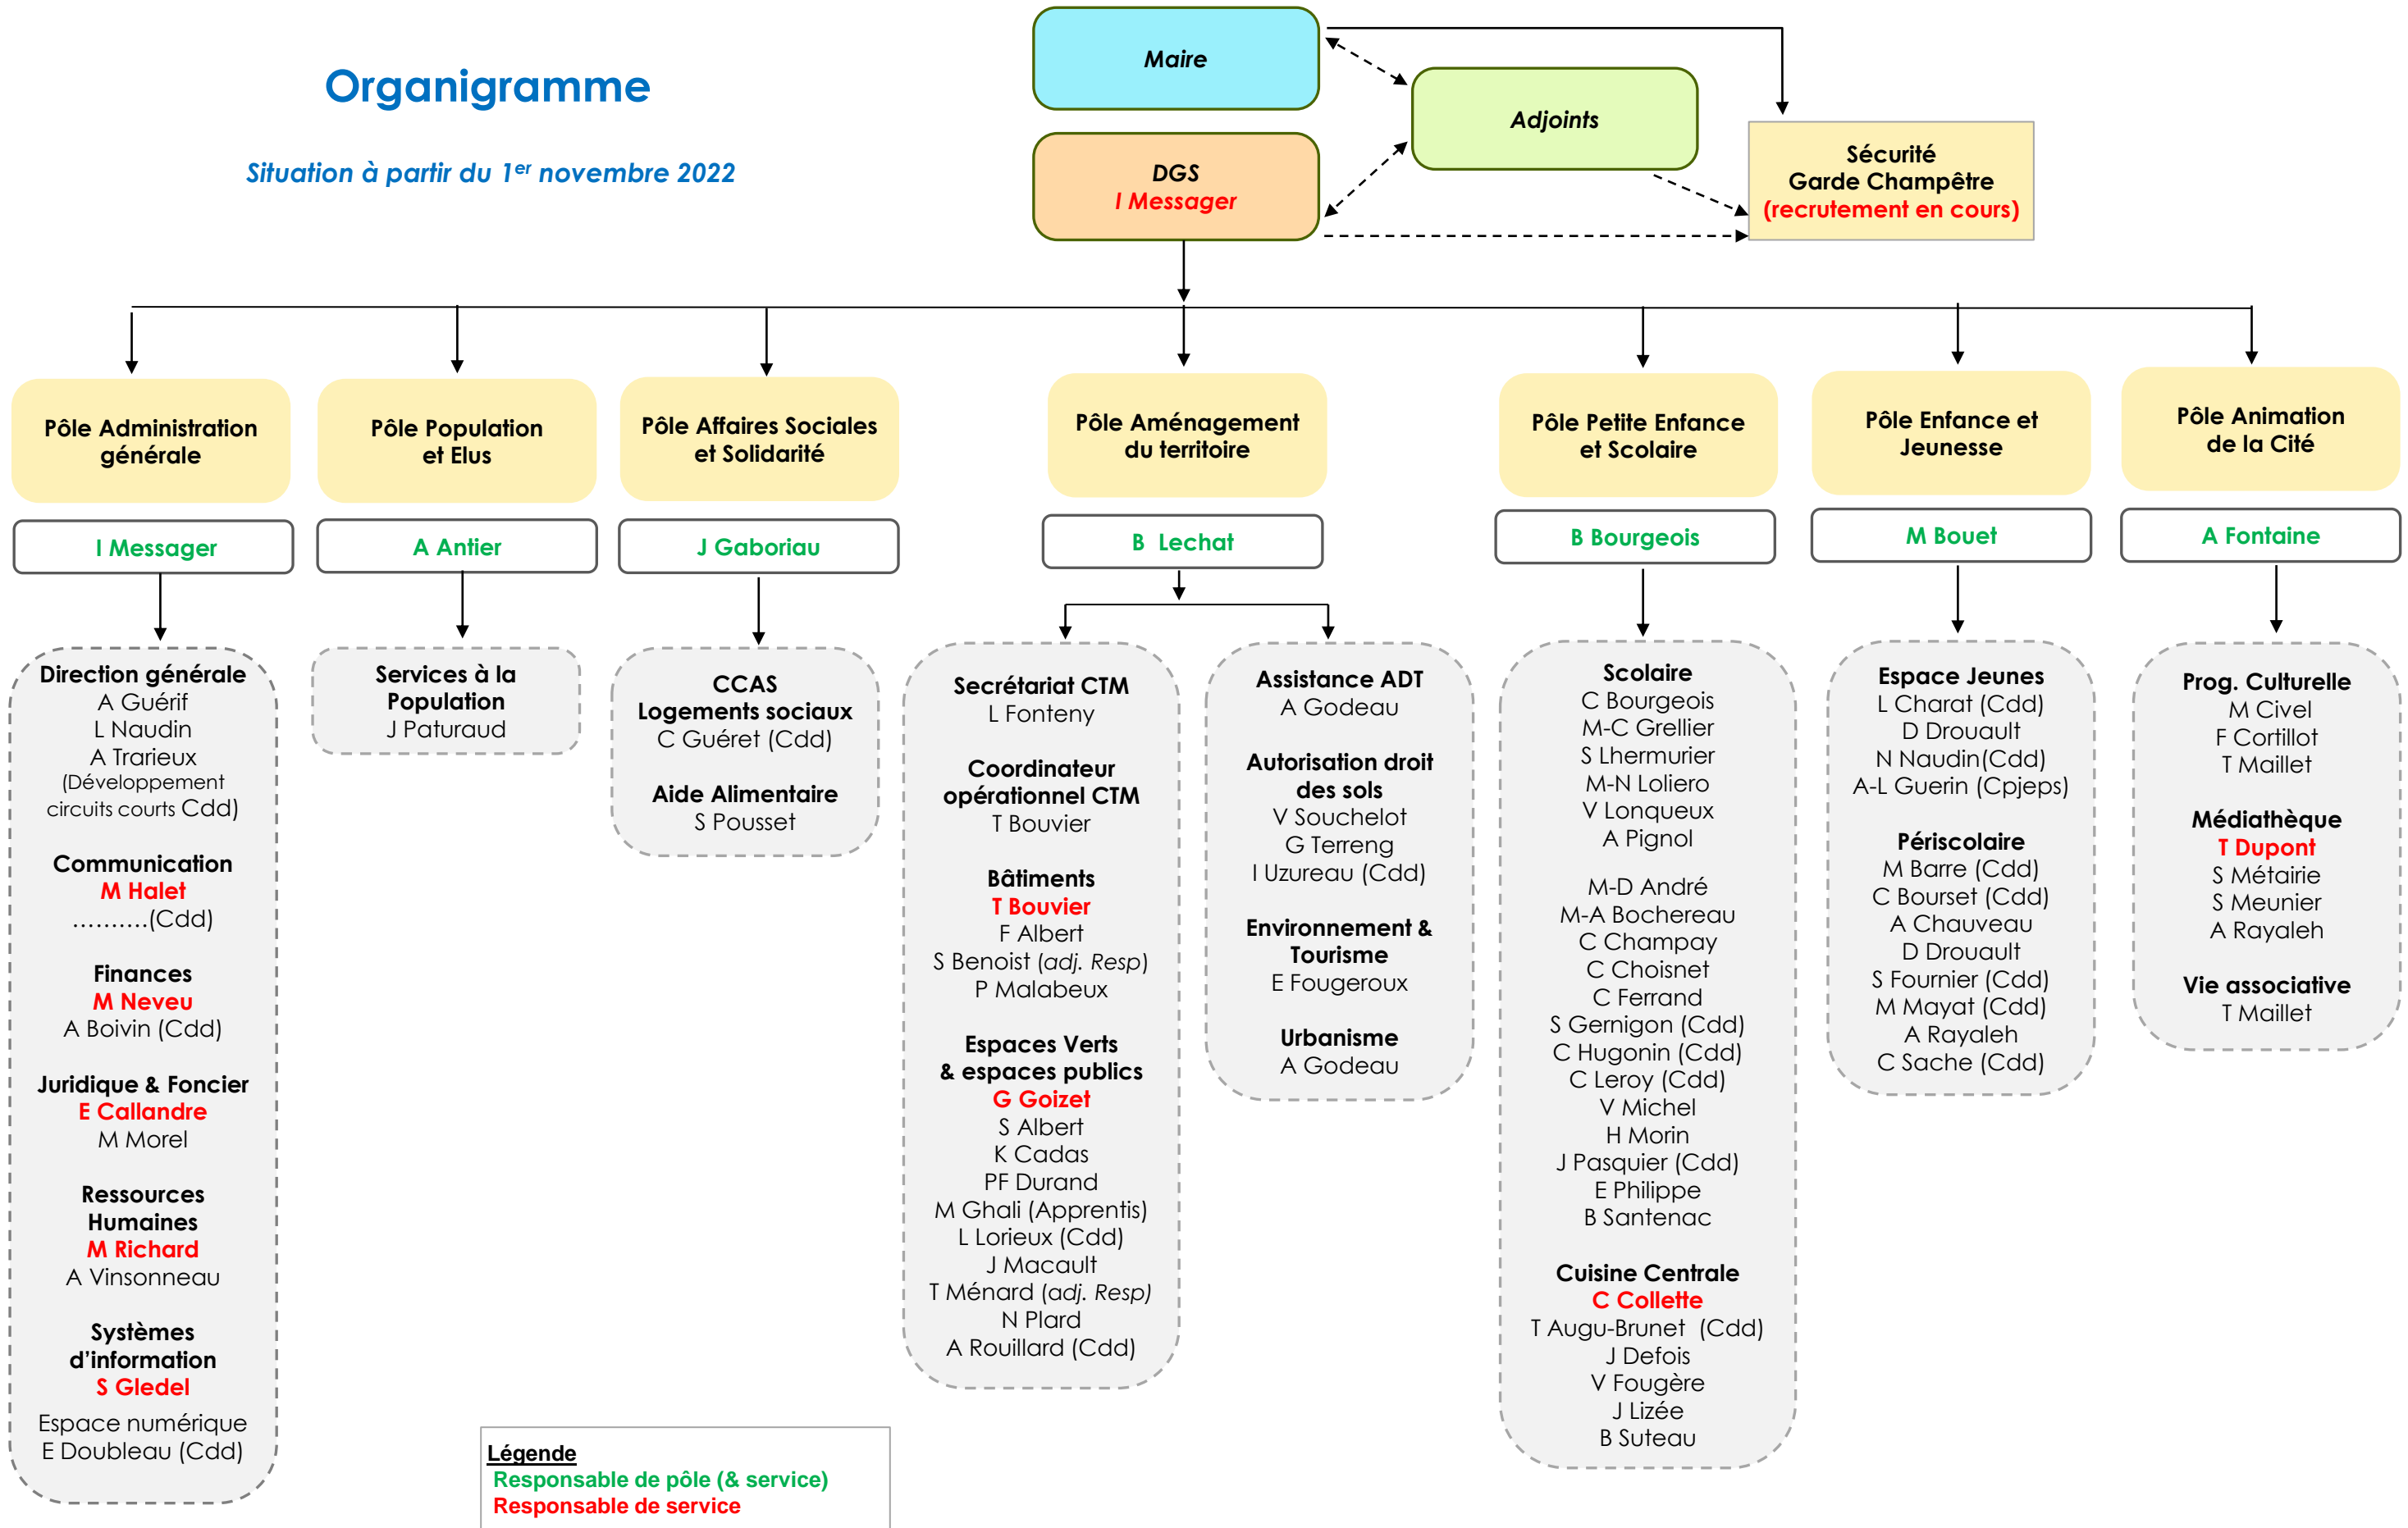 Organigramme
Situation à partir du 1er novembre 2022
Maire
Adjoints
DGS
I Messager
Sécurité
Garde Champêtre
(recrutement en cours)
Pôle Administration
générale
I Messager
Direction générale
A Guérif
L Naudin
A Trarieux
(Développement
circuits courts Cdd)
Communication
M Halet
……….(Cdd)
Finances
M Neveu
A Boivin (Cdd)
Juridique & Foncier
E Callandre
M Morel
Ressources
Humaines
M Richard
A Vinsonneau
Systèmes
d’information
S Gledel
Espace numérique
E Doubleau (Cdd)
Pôle Population
et Elus
A Antier
Services à la
Population
J Paturaud
Pôle Affaires Sociales
et Solidarité
J Gaboriau
CCAS
Logements sociaux
C Guéret (Cdd)
Aide Alimentaire
S Pousset
Pôle Aménagement
du territoire
B Lechat
Secrétariat CTM
L Fonteny
Coordinateur
opérationnel CTM
T Bouvier
Bâtiments
T Bouvier
F Albert
S Benoist (adj. Resp)
P Malabeux
Espaces Verts
& espaces publics
G Goizet
S Albert
K Cadas
PF Durand
M Ghali (Apprentis)
L Lorieux (Cdd)
J Macault
T Ménard (adj. Resp)
N Plard
A Rouillard (Cdd)
Assistance ADT
A Godeau
Autorisation droit
des sols
V Souchelot
G Terreng
I Uzureau (Cdd)
Environnement &
Tourisme
E Fougeroux
Urbanisme
A Godeau
Pôle Petite Enfance
et Scolaire
B Bourgeois
Scolaire
C Bourgeois
M-C Grellier
S Lhermurier
M-N Loliero
V Lonqueux
A Pignol
M-D André
M-A Bochereau
C Champay
C Choisnet
C Ferrand
S Gernigon (Cdd)
C Hugonin (Cdd)
C Leroy (Cdd)
V Michel
H Morin
J Pasquier (Cdd)
E Philippe
B Santenac
Cuisine Centrale
C Collette
T Augu-Brunet (Cdd)
J Defois
V Fougère
J Lizée
B Suteau
Pôle Enfance et
Jeunesse
M Bouet
Espace Jeunes
L Charat (Cdd)
D Drouault
N Naudin(Cdd)
A-L Guerin (Cpjeps)
Périscolaire
M Barre (Cdd)
C Bourset (Cdd)
A Chauveau
D Drouault
S Fournier (Cdd)
M Mayat (Cdd)
A Rayaleh
C Sache (Cdd)
Pôle Animation
de la Cité
A Fontaine
Prog. Culturelle
M Civel
F Cortillot
T Maillet
Médiathèque
T Dupont
S Métairie
S Meunier
A Rayaleh
Vie associative
T Maillet
Légende
Responsable de pôle (& service)
Responsable de service